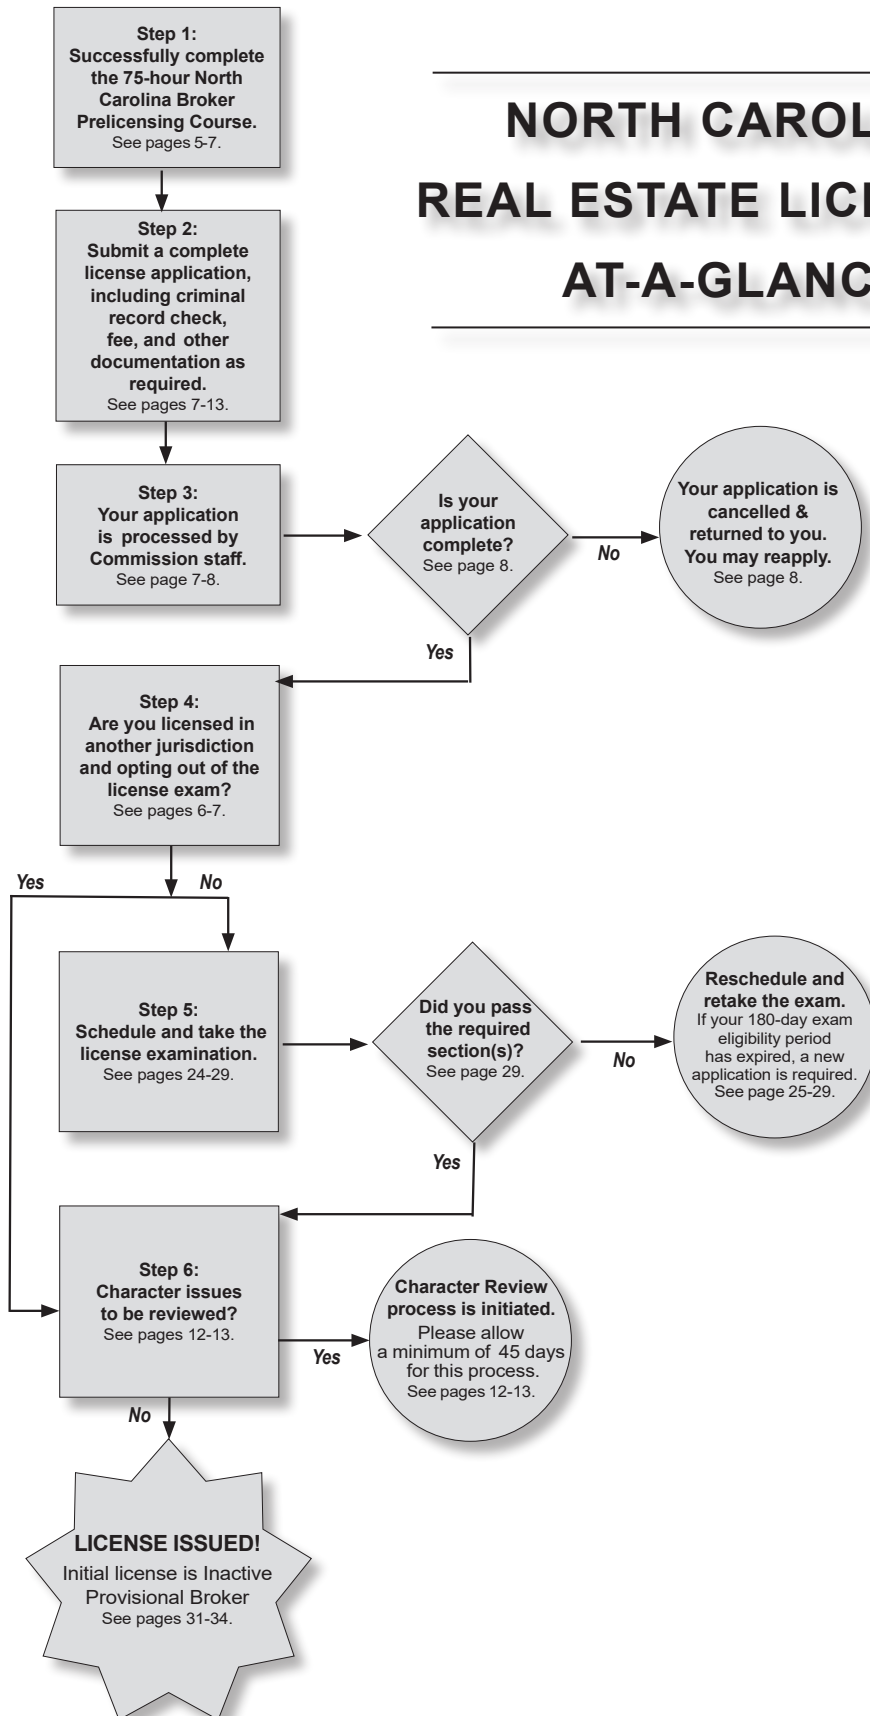 Step 1:
Successfully complete
the 75-hour North
Carolina Broker
Prelicensing Course.
See pages 5-7.
NORTH CAROL
REAL ESTATE LICE
AT-A-GLANC
Step 2:
Submit a complete
license application,
including criminal
record check,
fee, and other
documentation as
required.
See pages 7-13.
Step 3:
Your application
is processed by
Commission staff.
See page 7-8.
Is your
application
complete?
See page 8.
No
Your application is
cancelled &
returned to you.
You may reapply.
See page 8.
Yes
Step 4:
Are you licensed in
another jurisdiction
and opting out of the
license exam?
See pages 6-7.
Yes
No
Step 5:
Schedule and take the
license examination.
See pages 24-29.
Did you pass
the required
section(s)?
See page 29.
No
Reschedule and
retake the exam.
If your 180-day exam
eligibility period
has expired, a new
application is required.
See page 25-29.
Yes
Step 6:
Character issues
to be reviewed?
See pages 12-13.
Yes
Character Review
process is initiated.
Please allow
a minimum of 45 days
for this process.
See pages 12-13.
No
LICENSE ISSUED!
Initial license is Inactive
Provisional Broker
See pages 31-34.